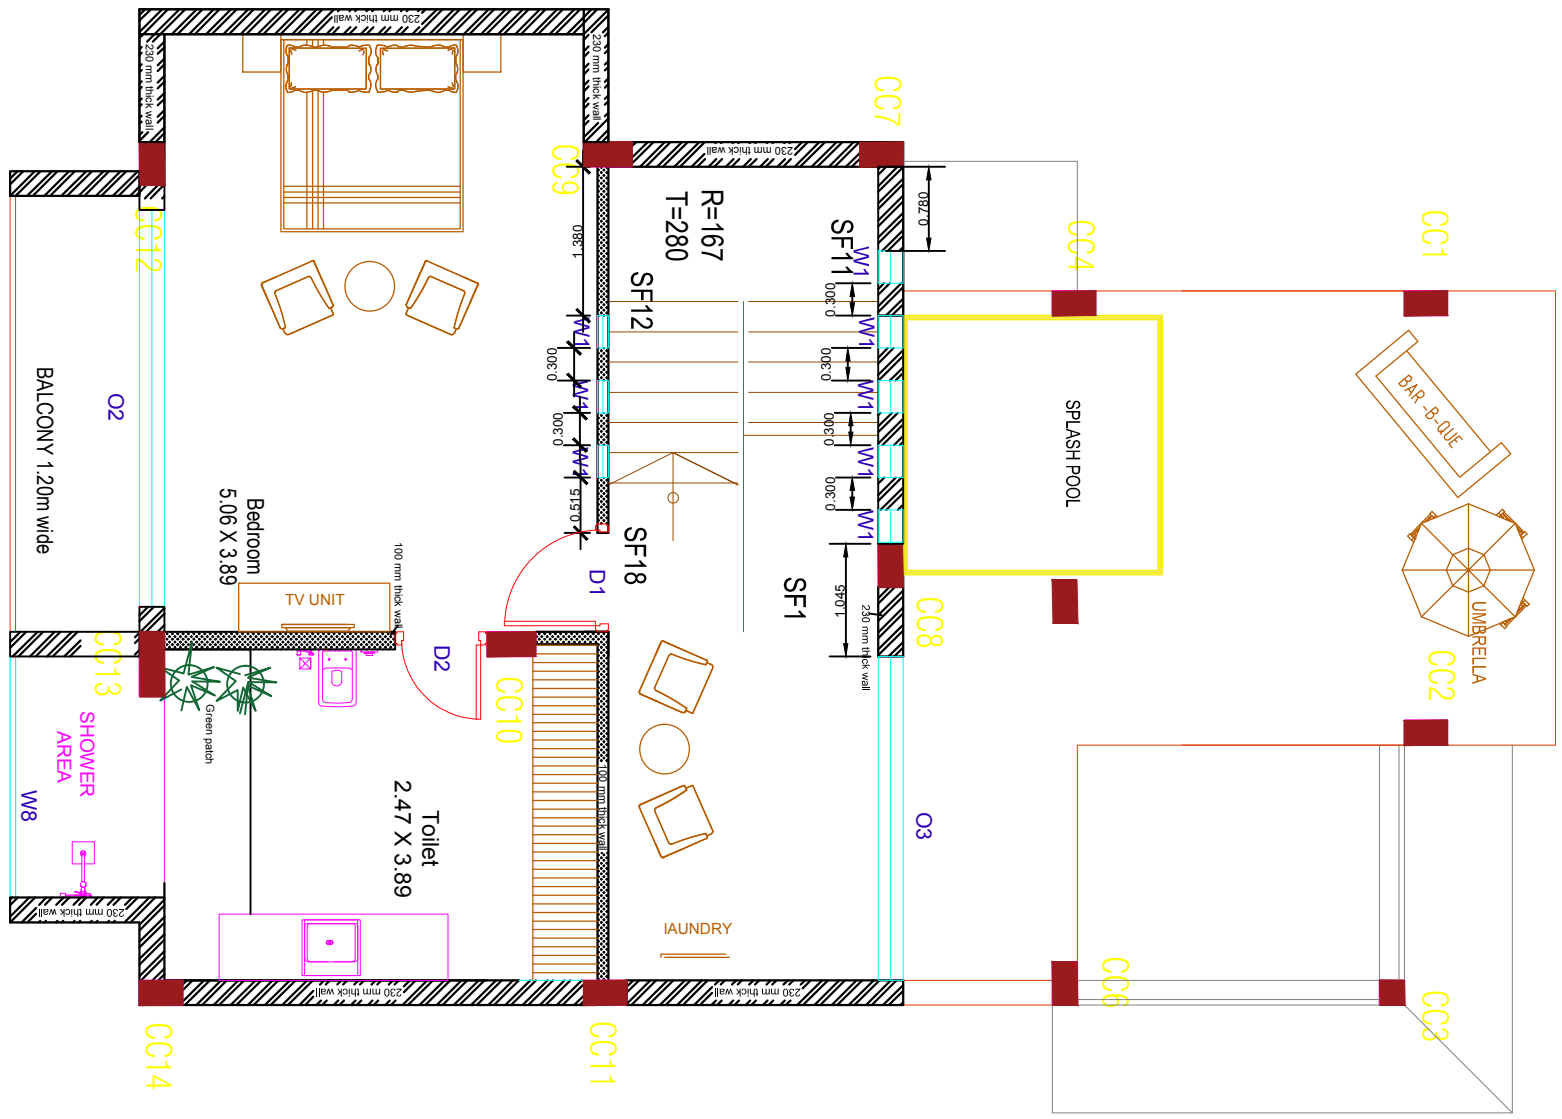 230 mm thick wall
230 mm thick wall
230 mm thick wall
230 mm thick wall
CC7
CC9
CC12
R=167
T=280
SF11
SF12
0.780
1.380
CC4
CC1
W1
W1
W1
W1
W1
W1
W1
W1
0.300
0.300
0.300
0.300
0.300
0.300
0.515
BALCONY 1.20m wide
O2
Bedroom
5.06 X 3.89
TV UNIT
100 mm thick wall
SF18
D1
SF1
1.045
230 mm thick wall
CC8
SPLASH POOL
BAR -B-QUE
UMBRELLA
CC2
CC13
D2
CC10
Green patch
SHOWER
AREA
W8
Toilet
2.47 X 3.89
100 mm thick wall
lAUNDRY
O3
230 mm thick wall
230 mm thick wall
230 mm thick wall
CC6
CC3
CC14
CC11